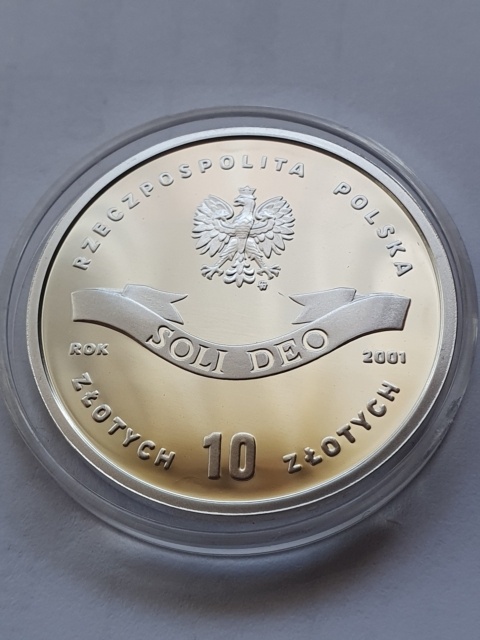 RZECZPOSPOLITA POLSKA
SOLI DEO
ROK 2001
ZŁOTYCH 10 ZŁOTYCH